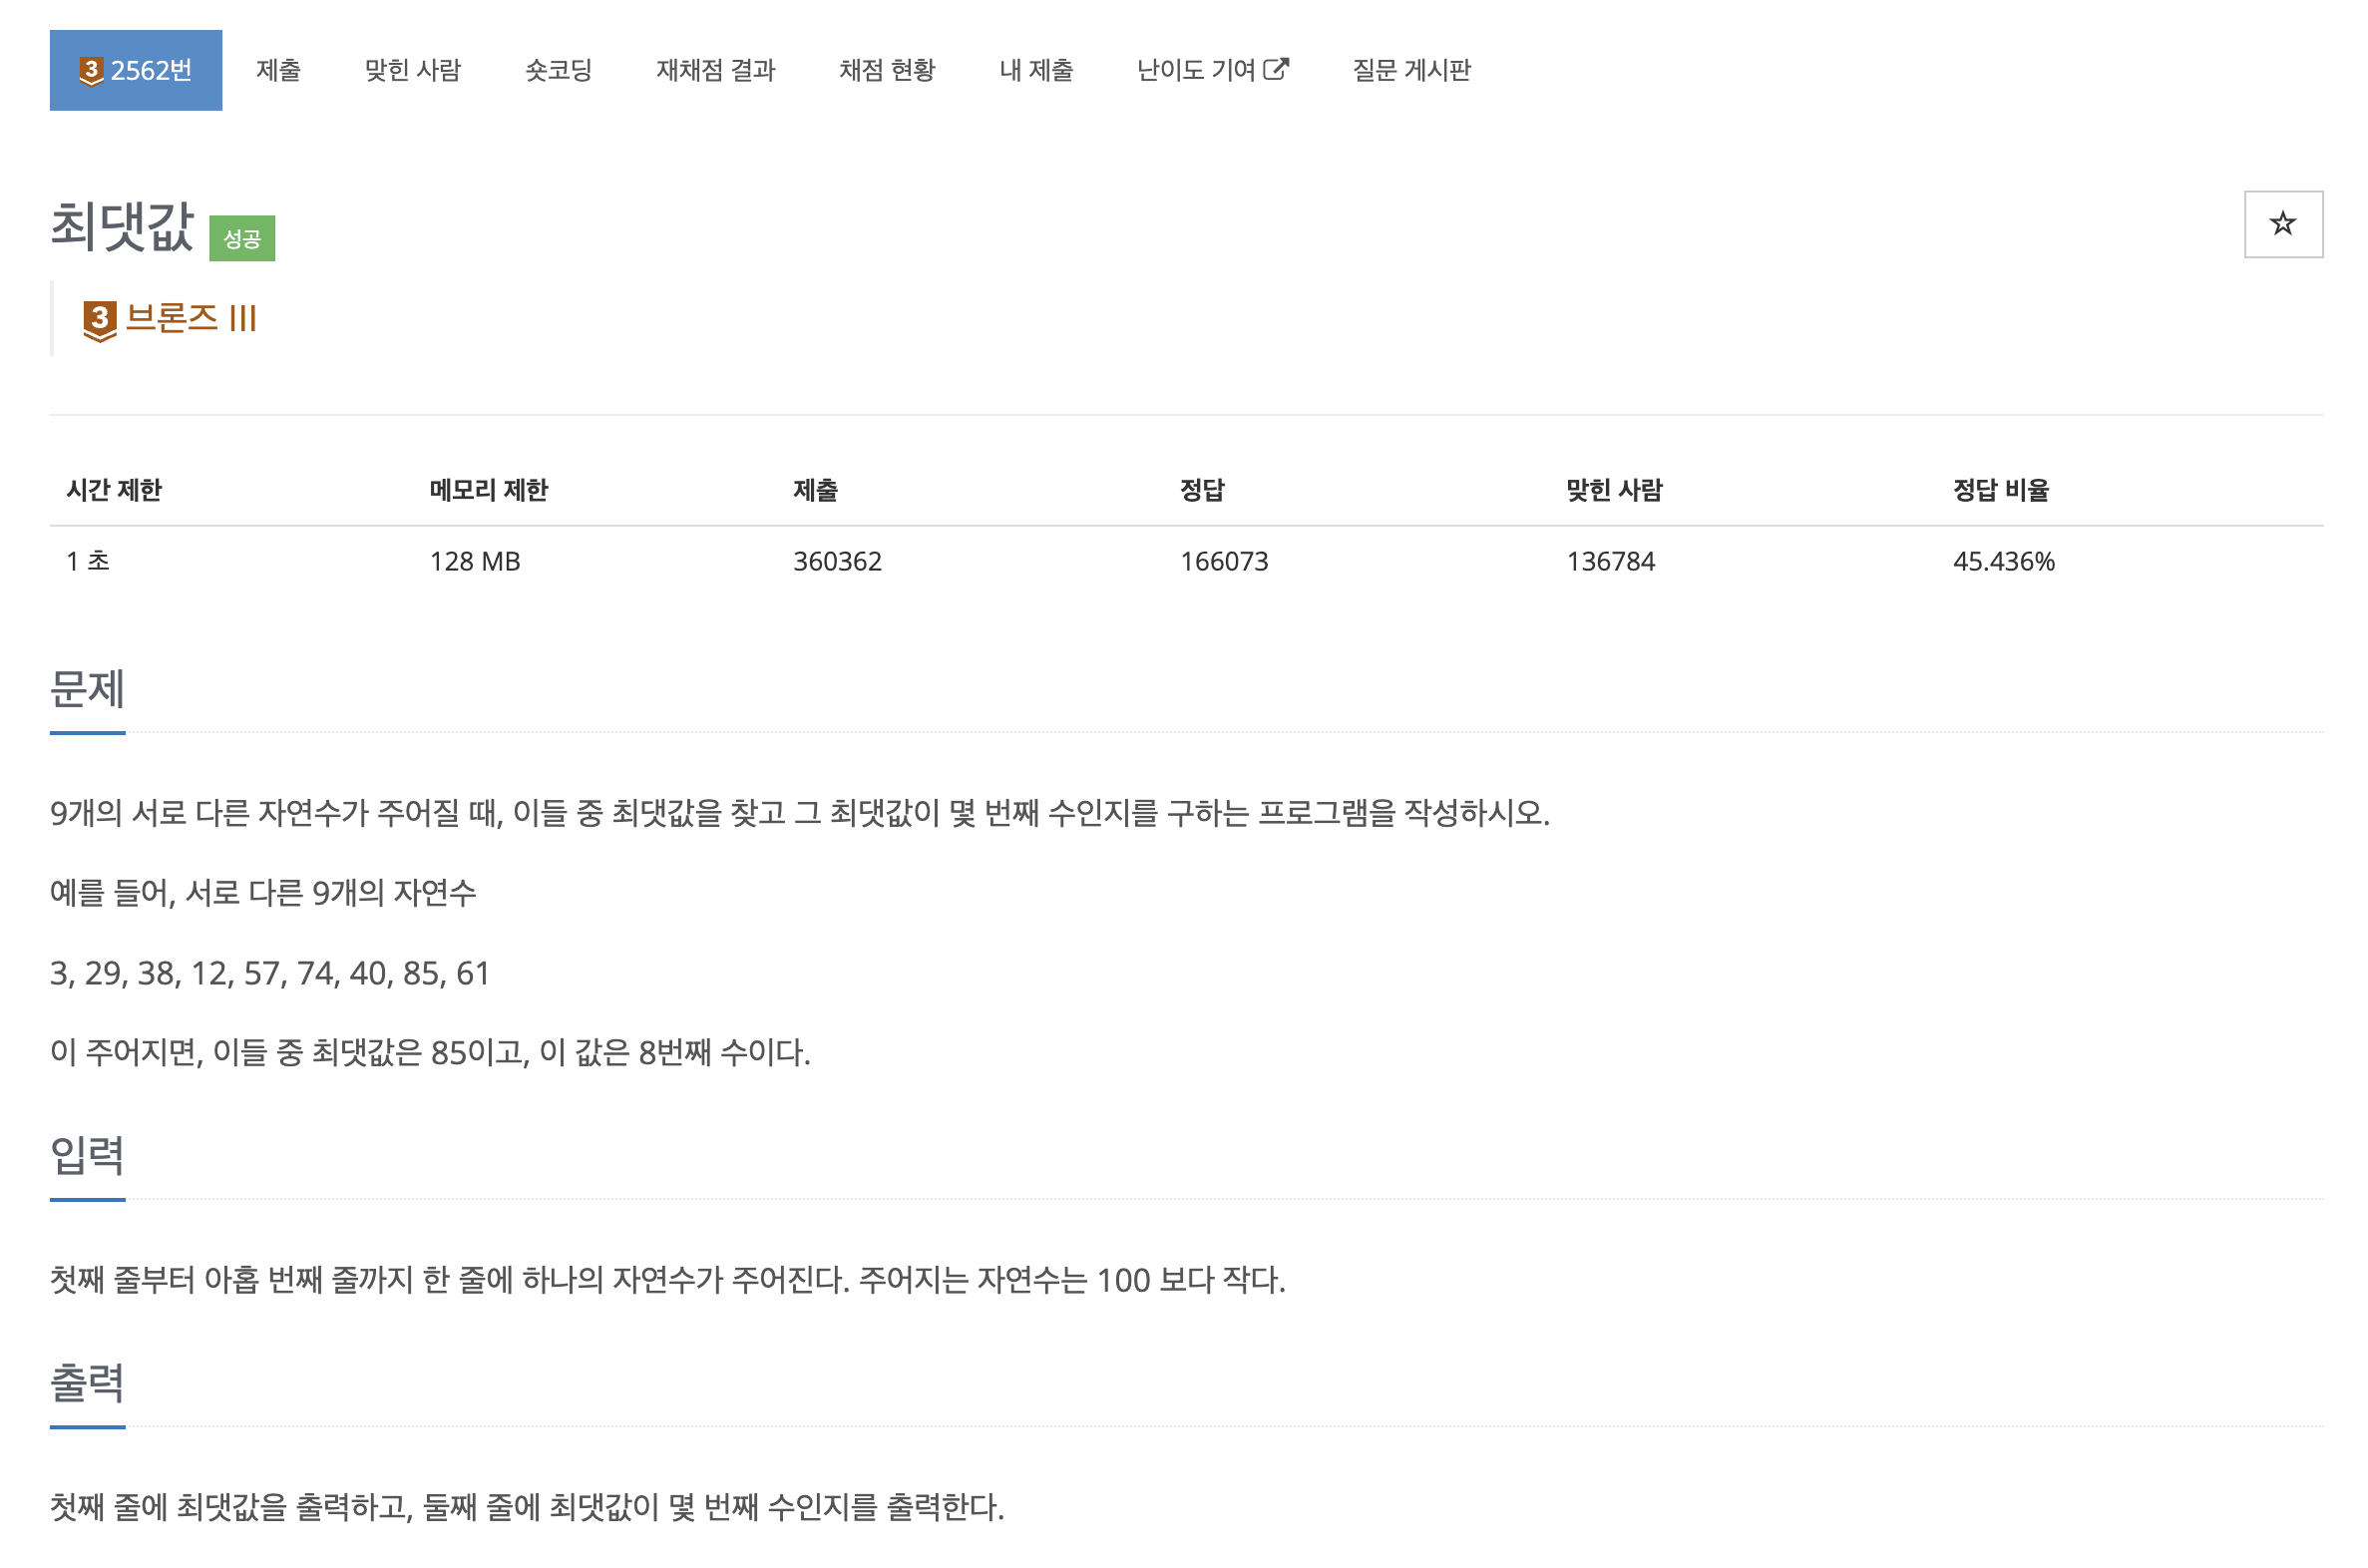 3 2562번 제출 맞힌 사람 숏코딩 재채점 결과 채점 현황 내 제출 난이도 기여 질문 게시판
최댓값 성공
3 브론즈 III
시간 제한 메모리 제한 제출 정답 맞힌 사람 정답 비율
1 초 128 MB 360362 166073 136784 45.436%
문제
9개의 서로 다른 자연수가 주어질 때, 이들 중 최댓값을 찾고 그 최댓값이 몇 번째 수인지를 구하는 프로그램을 작성하시오.
예를 들어, 서로 다른 9개의 자연수
3, 29, 38, 12, 57, 74, 40, 85, 61
이 주어지면, 이들 중 최댓값은 85이고, 이 값은 8번째 수이다.
입력
첫째 줄부터 아홉 번째 줄까지 한 줄에 하나의 자연수가 주어진다. 주어지는 자연수는 100 보다 작다.
출력
첫째 줄에 최댓값을 출력하고, 둘째 줄에 최댓값이 몇 번째 수인지를 출력한다.